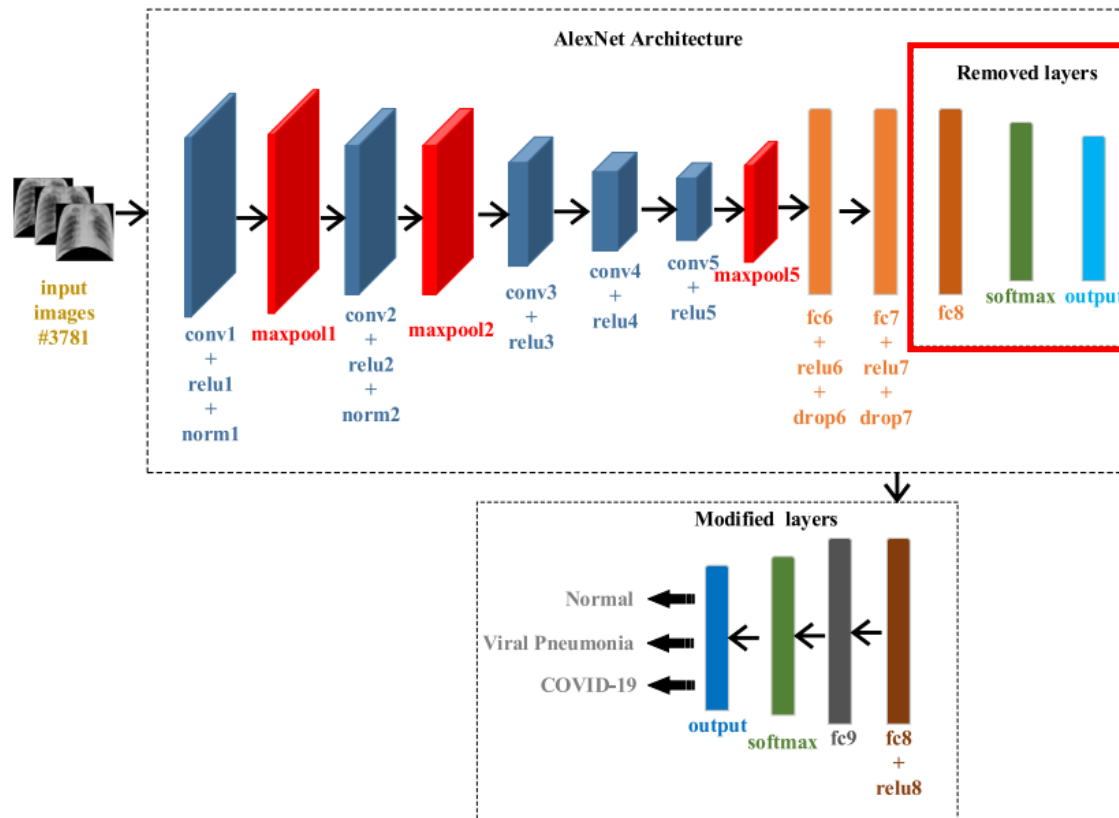 AlexNet Architecture
Removed layers
input
images
#3781
conv1
+
relu1
+
norm1
maxpool1
conv2
+
relu2
+
norm2
maxpool2
conv3
+
relu3
conv4
+
relu4
conv5
+
relu5
maxpool5
fc6
+
relu6
+
drop6
fc7
+
relu7
+
drop7
fc8
softmax
output
Modified layers
Normal
Viral Pneumonia
COVID-19
output
softmax
fc9
fc8
+
relu8